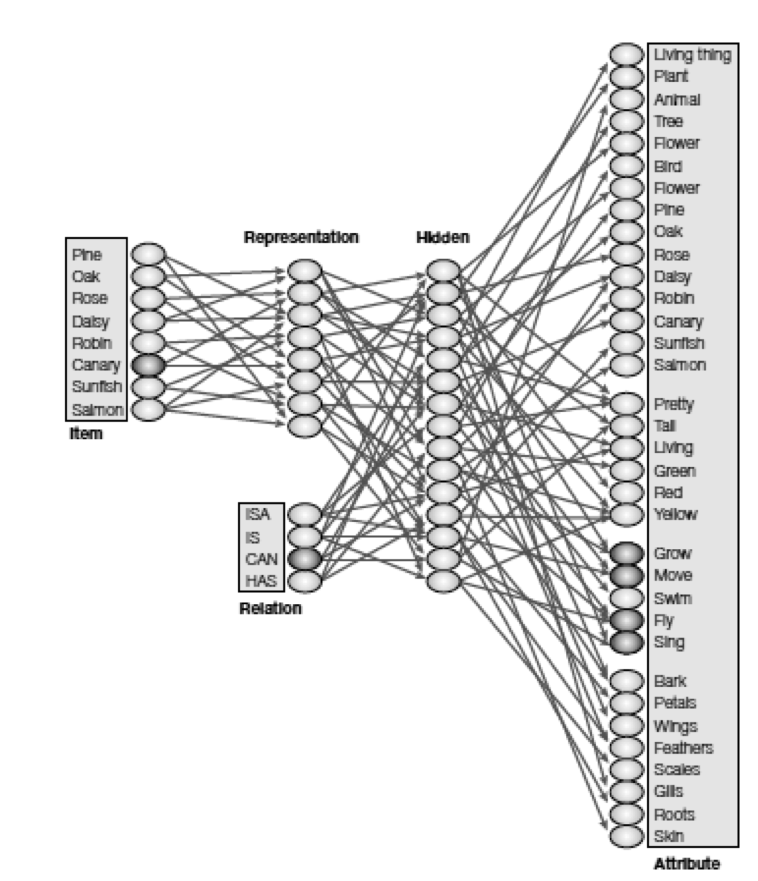 Living thing
Plant
Animal
Tree
Flower
Bird
Flower
Pine
Oak
Rose
Daisy
Robin
Canary
Sunfish
Salmon
Pretty
Tall
Living
Green
Red
Yellow
Grow
Move
Swim
Fly
Sing
Bark
Petals
Wings
Feathers
Scales
Gills
Roots
Skin
Attribute
Representation
Hidden
Pine
Oak
Rose
Daisy
Robin
Canary
Sunfish
Salmon
Item
ISA
IS
CAN
HAS
Relation